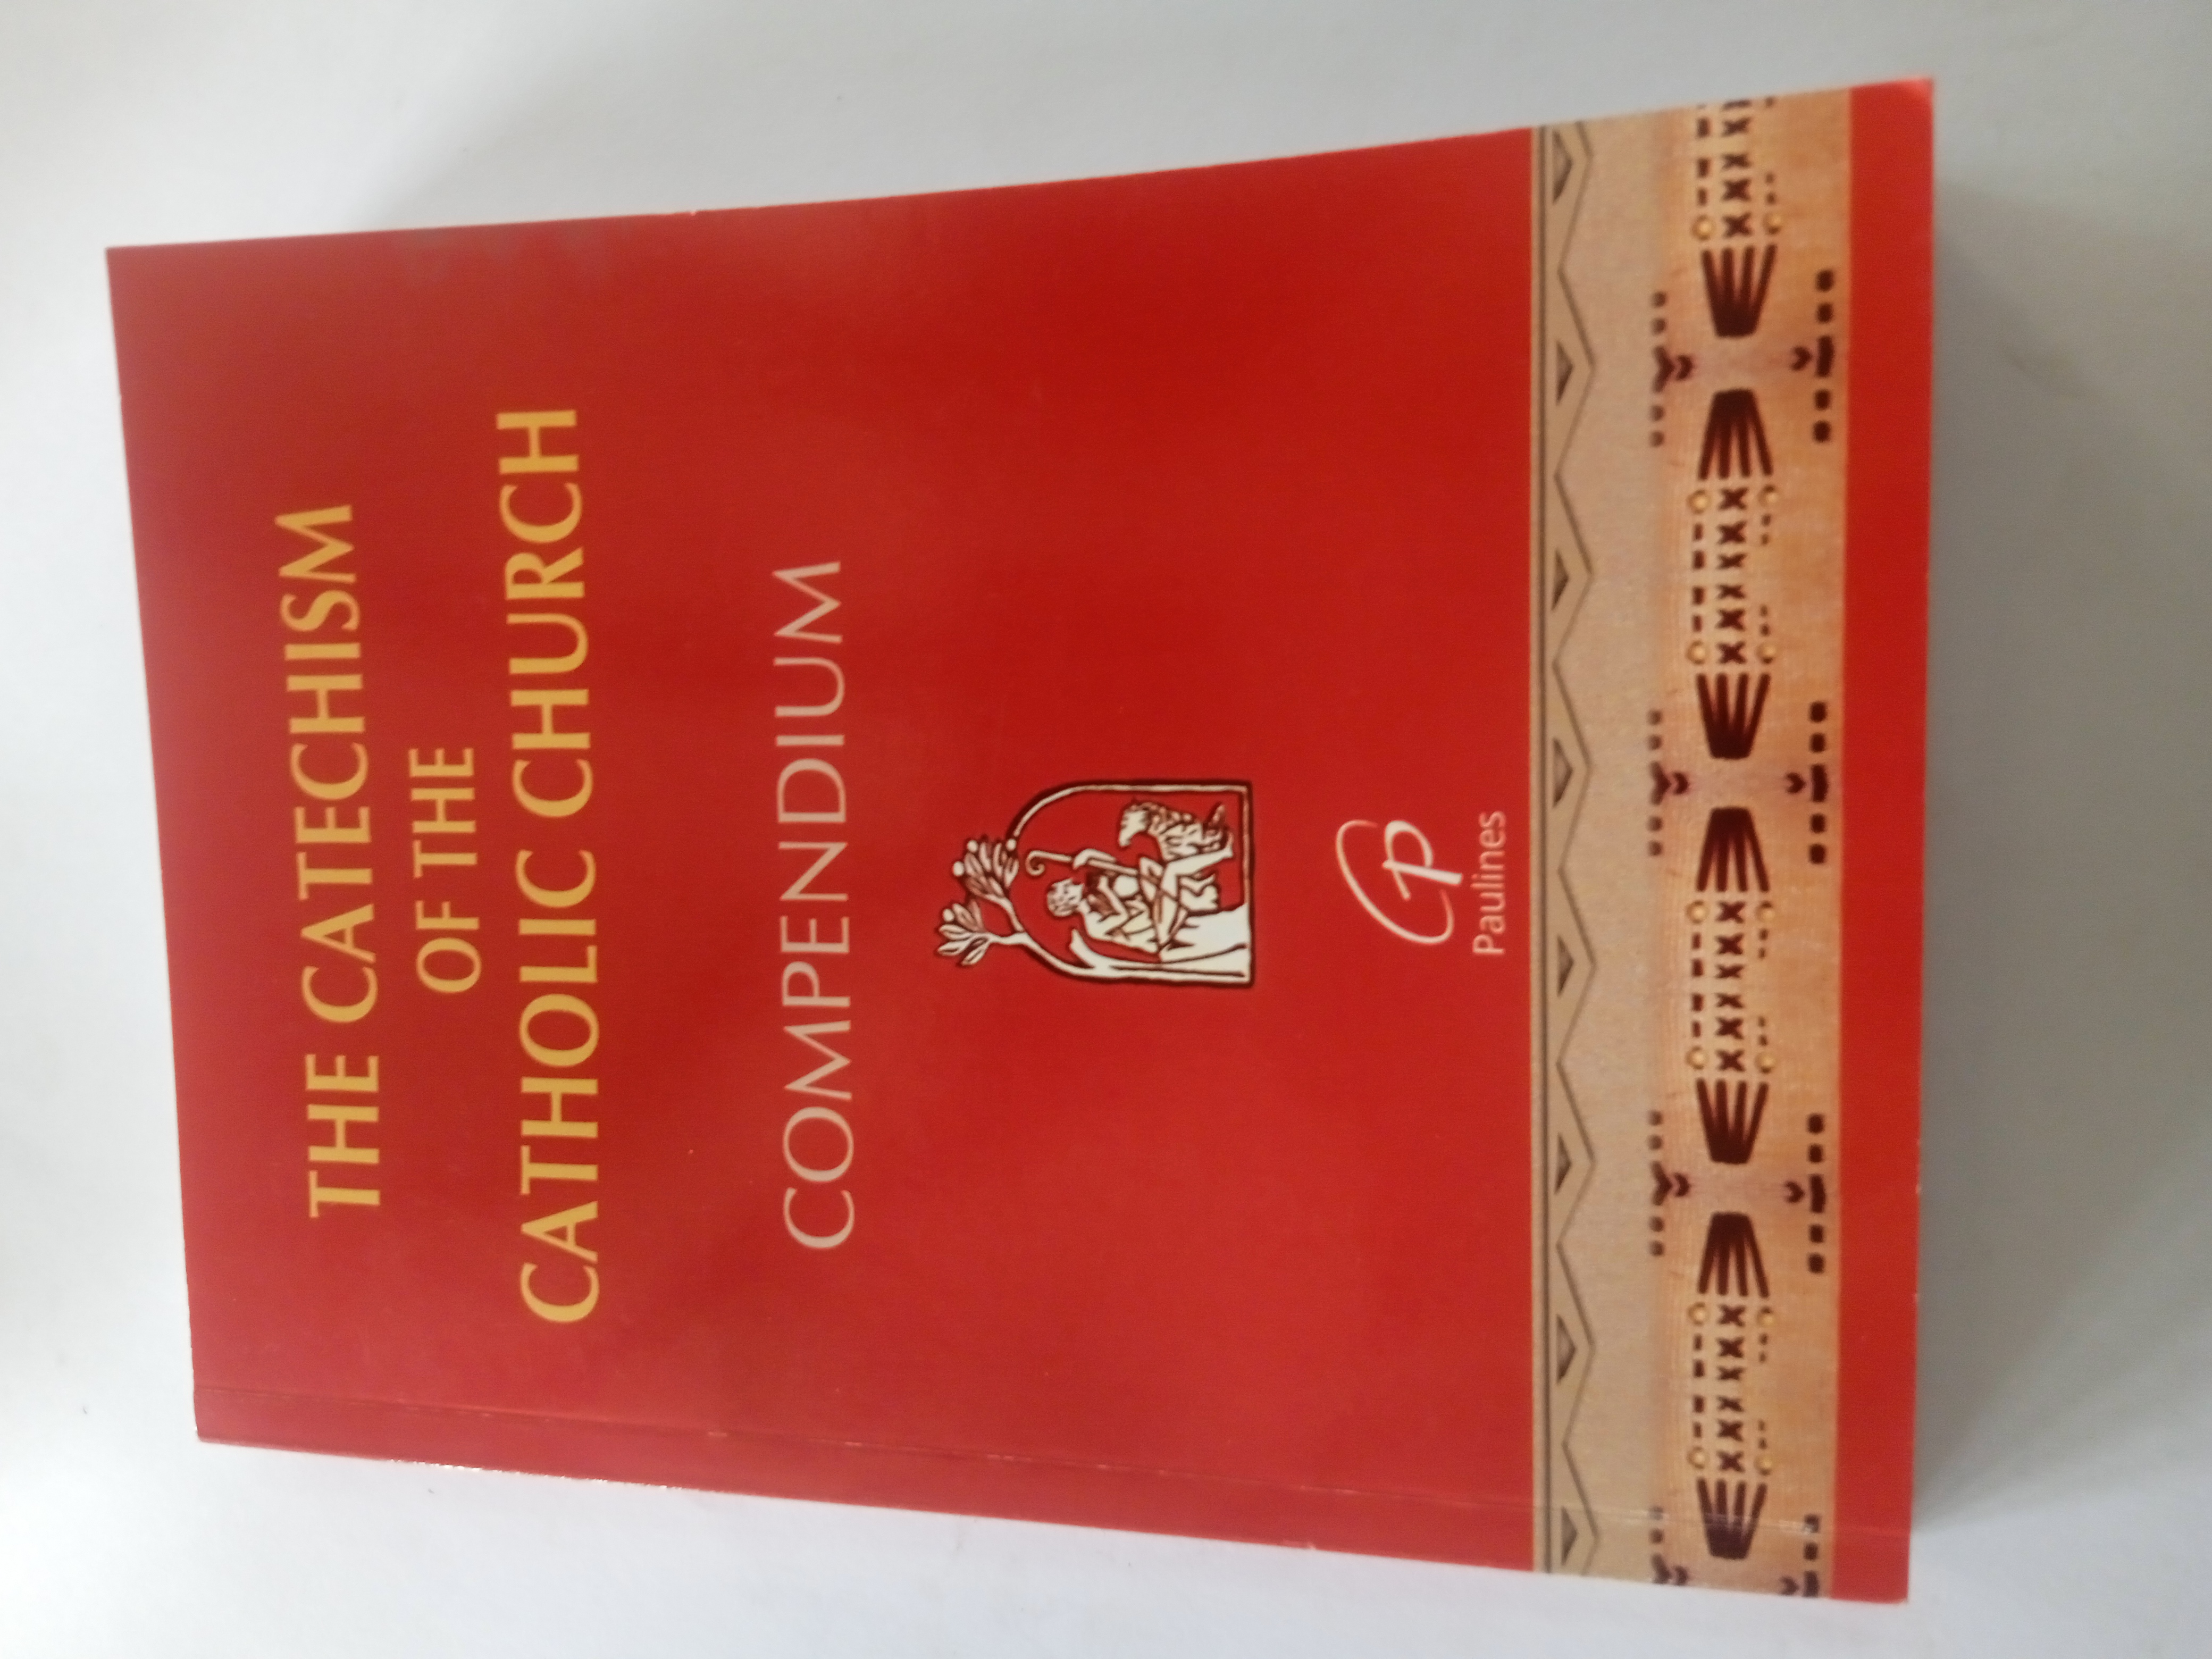 THE CATECHISM
OF THE
CATHOLIC CHURCH
COMPENDIUM
Paulines